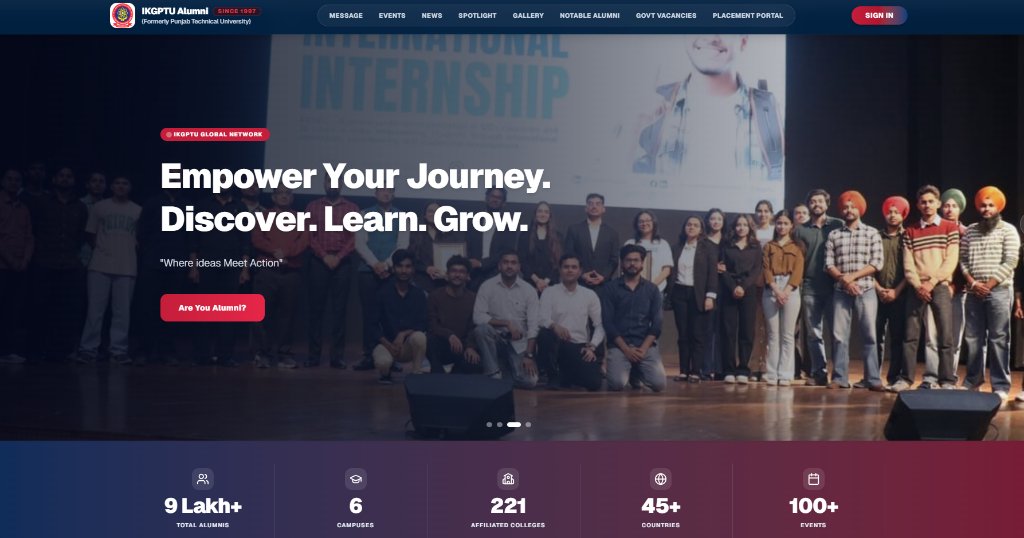 IKGPTU Alumni SINCE 1997
(Formerly Punjab Technical University)
MESSAGE EVENTS NEWS SPOTLIGHT GALLERY NOTABLE ALUMNI GOVT VACANCIES PLACEMENT PORTAL
SIGN IN
INTERNATIONAL
INTERNSHIP
IKGPTU GLOBAL NETWORK
Empower Your Journey.
Discover. Learn. Grow.
"Where ideas Meet Action"
Are You Alumni?
9 Lakh+
TOTAL ALUMNIS
6
CAMPUSES
221
AFFILIATED COLLEGES
45+
COUNTRIES
100+
EVENTS